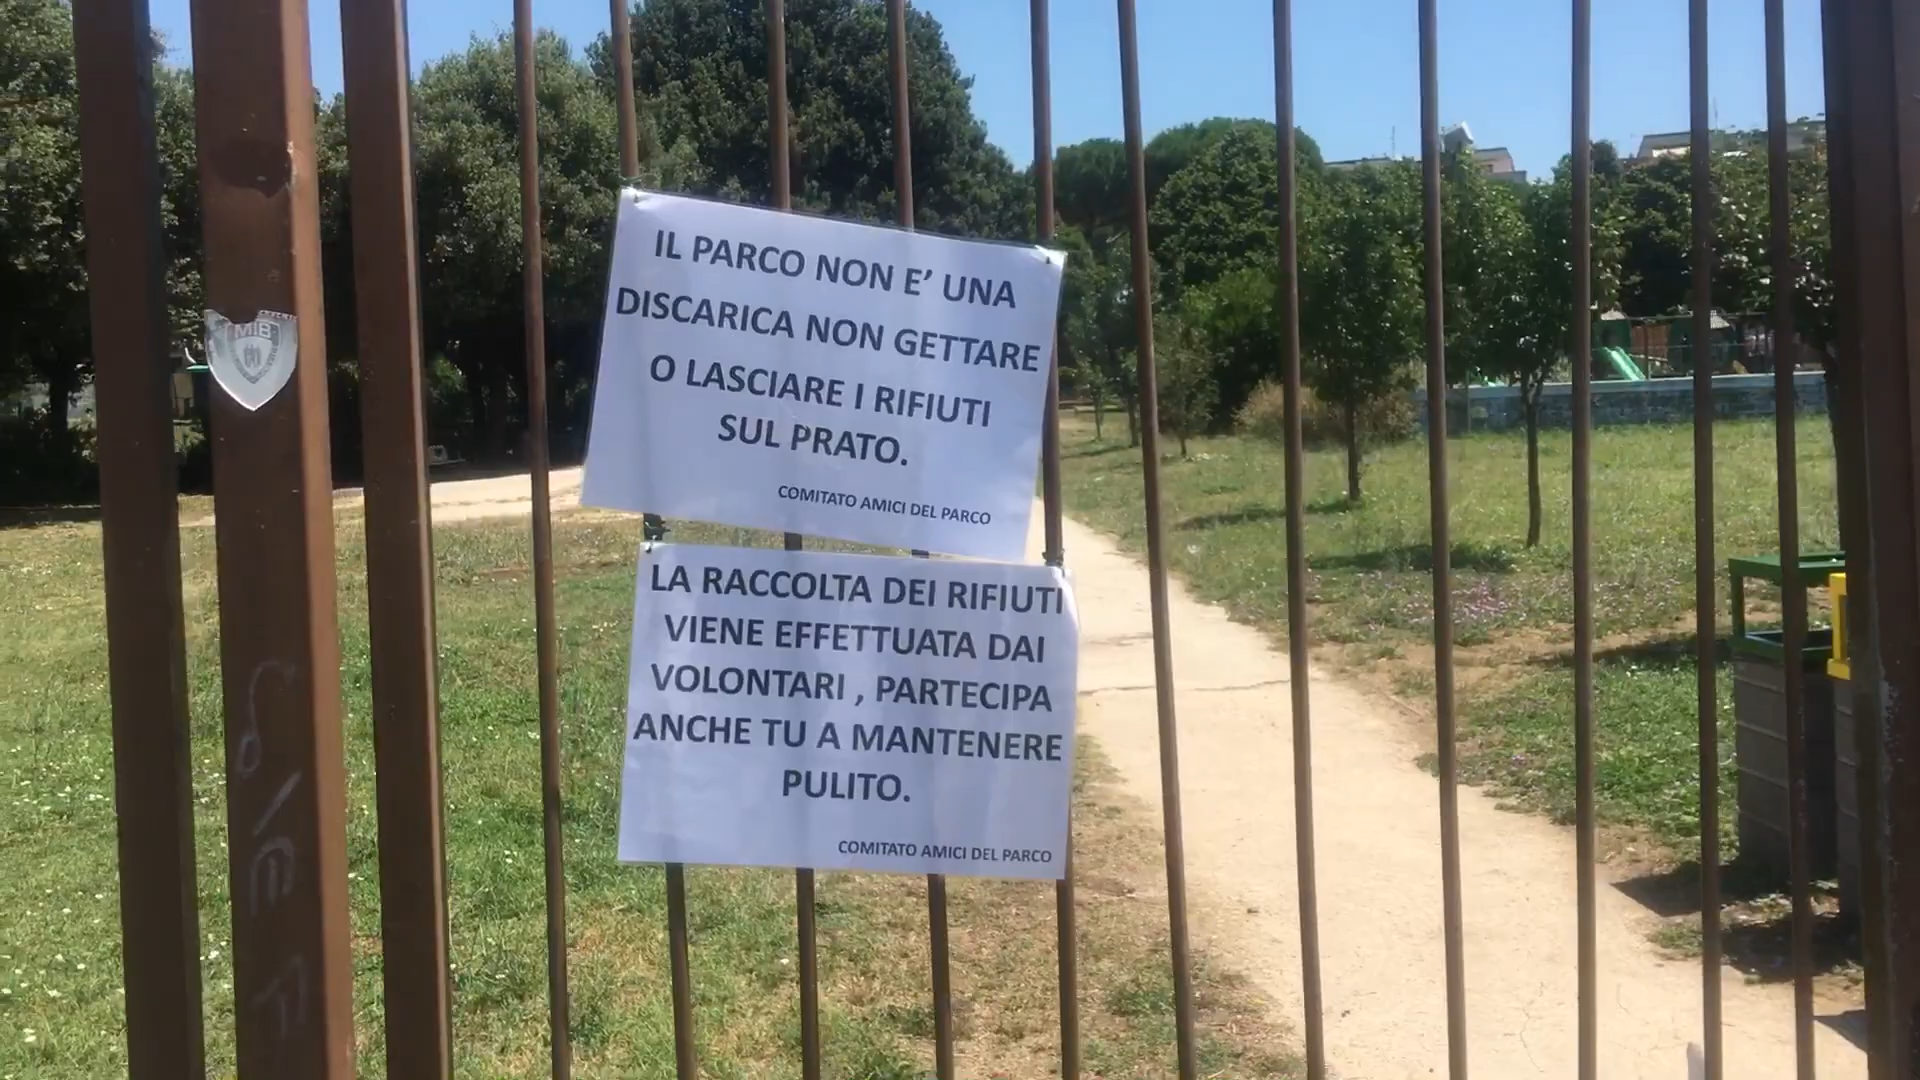 MIB
IL PARCO NON E' UNA
DISCARICA NON GETTARE
O LASCIARE I RIFIUTI
SUL PRATO.
COMITATO AMICI DEL PARCO
LA RACCOLTA DEI RIFIUTI
VIENE EFFETTUATA DAI
VOLONTARI , PARTECIPA
ANCHE TU A MANTENERE
PULITO.
COMITATO AMICI DEL PARCO